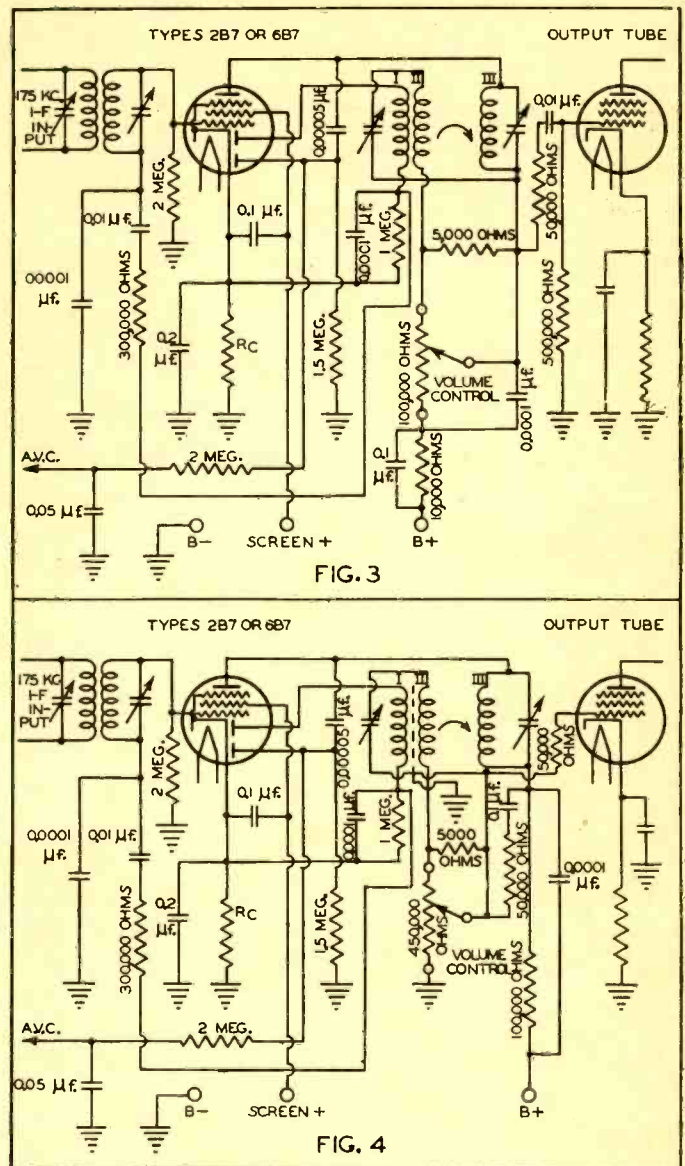 TYPES 2B7 OR 6B7
OUTPUT TUBE
175 KC
I-F
IN-
PUT
2 MEG.
0.01 µf.
.00001
µf.
300,000 OHMS
0.1 µf.
0.2
µf.
RC
0.00005 µf
I
II
III
0.0001
µf.
1 MEG.
1.5 MEG.
5,000 OHMS
100,000 OHMS
VOLUME
CONTROL
0.01 µf.
50,000 OHMS
500,000 OHMS
0.0001
µf.
0.1
µf.
10,000 OHMS
A.V.C.
2 MEG.
0.05 µf.
B-
SCREEN +
B+
FIG. 3
TYPES 2B7 OR 6B7
OUTPUT TUBE
175 KC
I-F
INPUT
2 MEG.
0.0001
µf.
0.01 µf.
300,000 OHMS
0.1 µf.
0.2
µf.
RC
0.00005
µf.
I
II
III
0.0001
µf.
1 MEG.
1.5 MEG.
5000
OHMS
450,000
OHMS
VOLUME
CONTROL
50,000
OHMS
50,000 OHMS
0.0001
µf.
100,000 OHMS
A.V.C.
2 MEG.
0.05 µf.
B-
SCREEN +
B+
FIG. 4